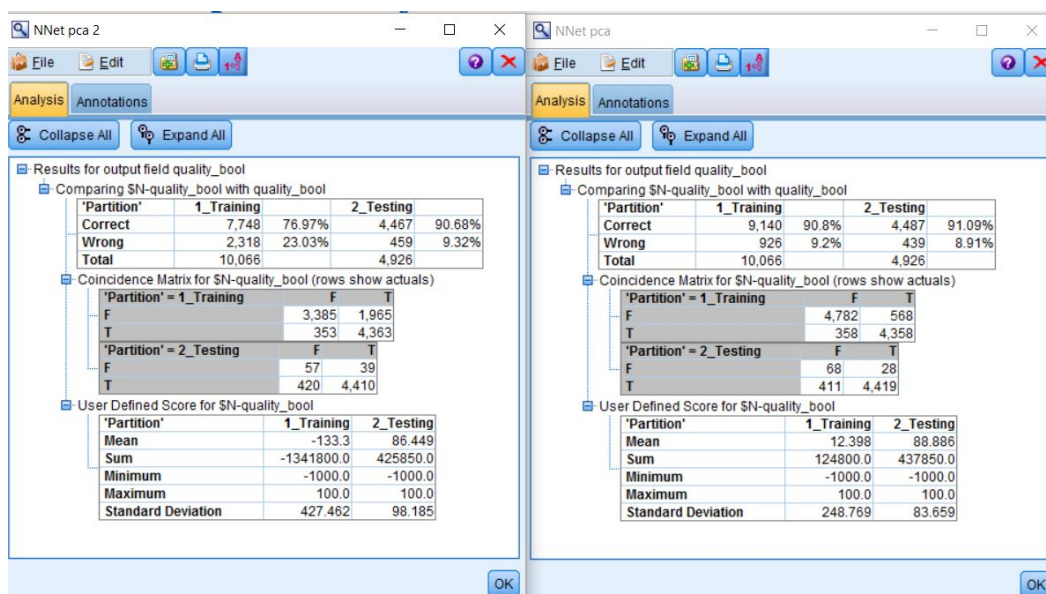 NNet pca 2
File Edit
Analysis Annotations
Collapse All Expand All
Results for output field quality_bool
Comparing $N-quality_bool with quality_bool
'Partition' 1_Training 2_Testing
Correct 7,748 76.97% 4,467 90.68%
Wrong 2,318 23.03% 459 9.32%
Total 10,066 4,926
Coincidence Matrix for $N-quality_bool (rows show actuals)
'Partition' = 1_Training F T
F 3,385 1,965
T 353 4,363
'Partition' = 2_Testing F T
F 57 39
T 420 4,410
User Defined Score for $N-quality_bool
'Partition' 1_Training 2_Testing
Mean -133.3 86.449
Sum -1341800.0 425850.0
Minimum -1000.0 -1000.0
Maximum 100.0 100.0
Standard Deviation 427.462 98.185
OK
NNet pca
File Edit
Analysis Annotations
Collapse All Expand All
Results for output field quality_bool
Comparing $N-quality_bool with quality_bool
'Partition' 1_Training 2_Testing
Correct 9,140 90.8% 4,487 91.09%
Wrong 926 9.2% 439 8.91%
Total 10,066 4,926
Coincidence Matrix for $N-quality_bool (rows show actuals)
'Partition' = 1_Training F T
F 4,782 568
T 358 4,358
'Partition' = 2_Testing F T
F 68 28
T 411 4,419
User Defined Score for $N-quality_bool
'Partition' 1_Training 2_Testing
Mean 12.398 88.886
Sum 124800.0 437850.0
Minimum -1000.0 -1000.0
Maximum 100.0 100.0
Standard Deviation 248.769 83.659
OK